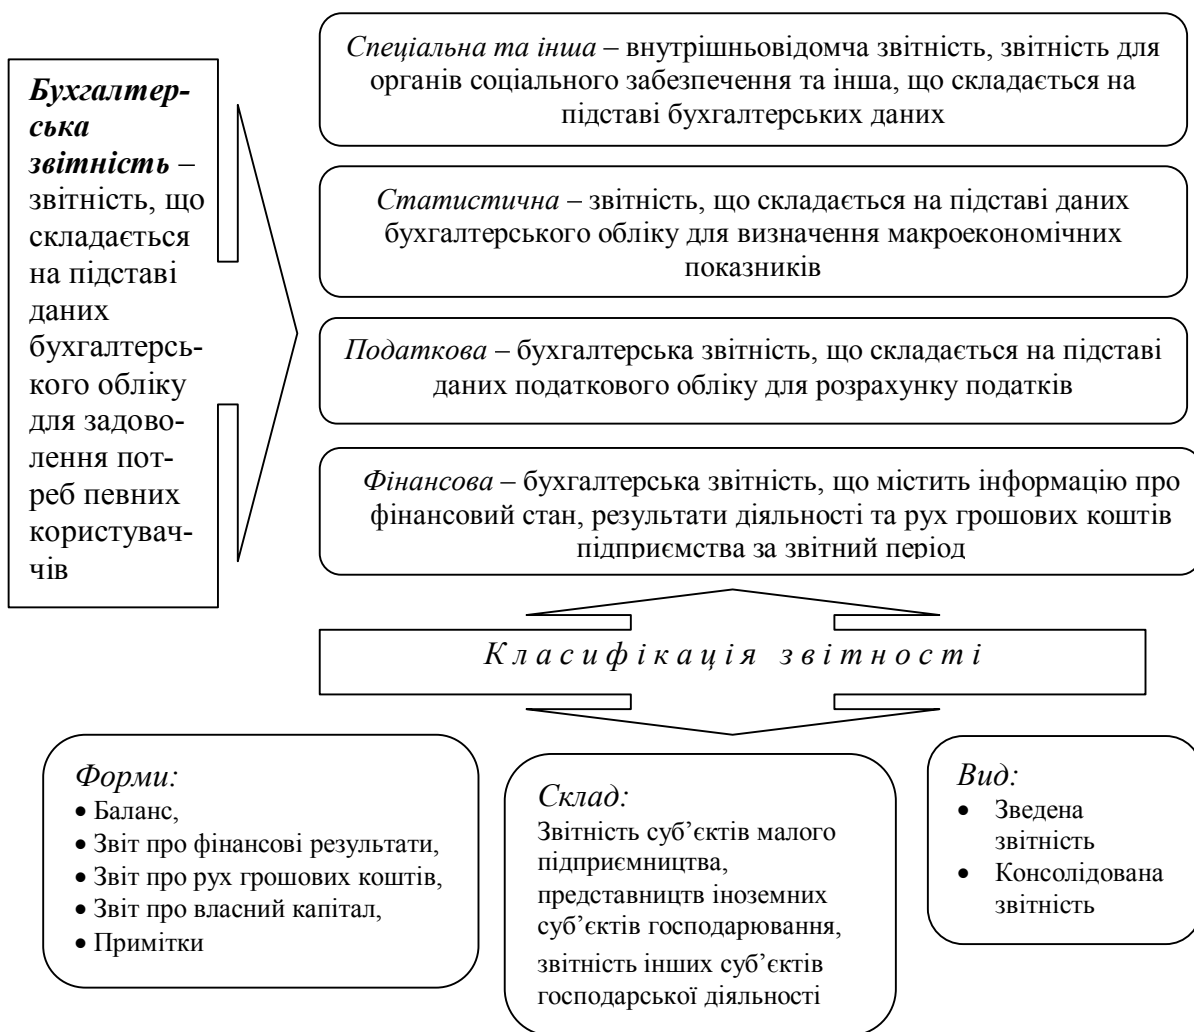 Бухгалтер-
ська
звітність –
звітність, що
складається
на підставі
даних
бухгалтерсь-
кого обліку
для задово-
лення пот-
реб певних
користувач-
чів
Спеціальна та інша – внутрішньовідомча звітність, звітність для
органів соціального забезпечення та інша, що складається на
підставі бухгалтерських даних
Статистична – звітність, що складається на підставі даних
бухгалтерського обліку для визначення макроекономічних
показників
Податкова – бухгалтерська звітність, що складається на підставі
даних податкового обліку для розрахунку податків
Фінансова – бухгалтерська звітність, що містить інформацію про
фінансовий стан, результати діяльності та рух грошових коштів
підприємства за звітний період
Класифікація звітності
Форми:
• Баланс,
• Звіт про фінансові результати,
• Звіт про рух грошових коштів,
• Звіт про власний капітал,
• Примітки
Склад:
Звітність суб’єктів малого
підприємництва,
представництв іноземних
суб’єктів господарювання,
звітність інших суб’єктів
господарської діяльності
Вид:
• Зведена
звітність
• Консолідована
звітність